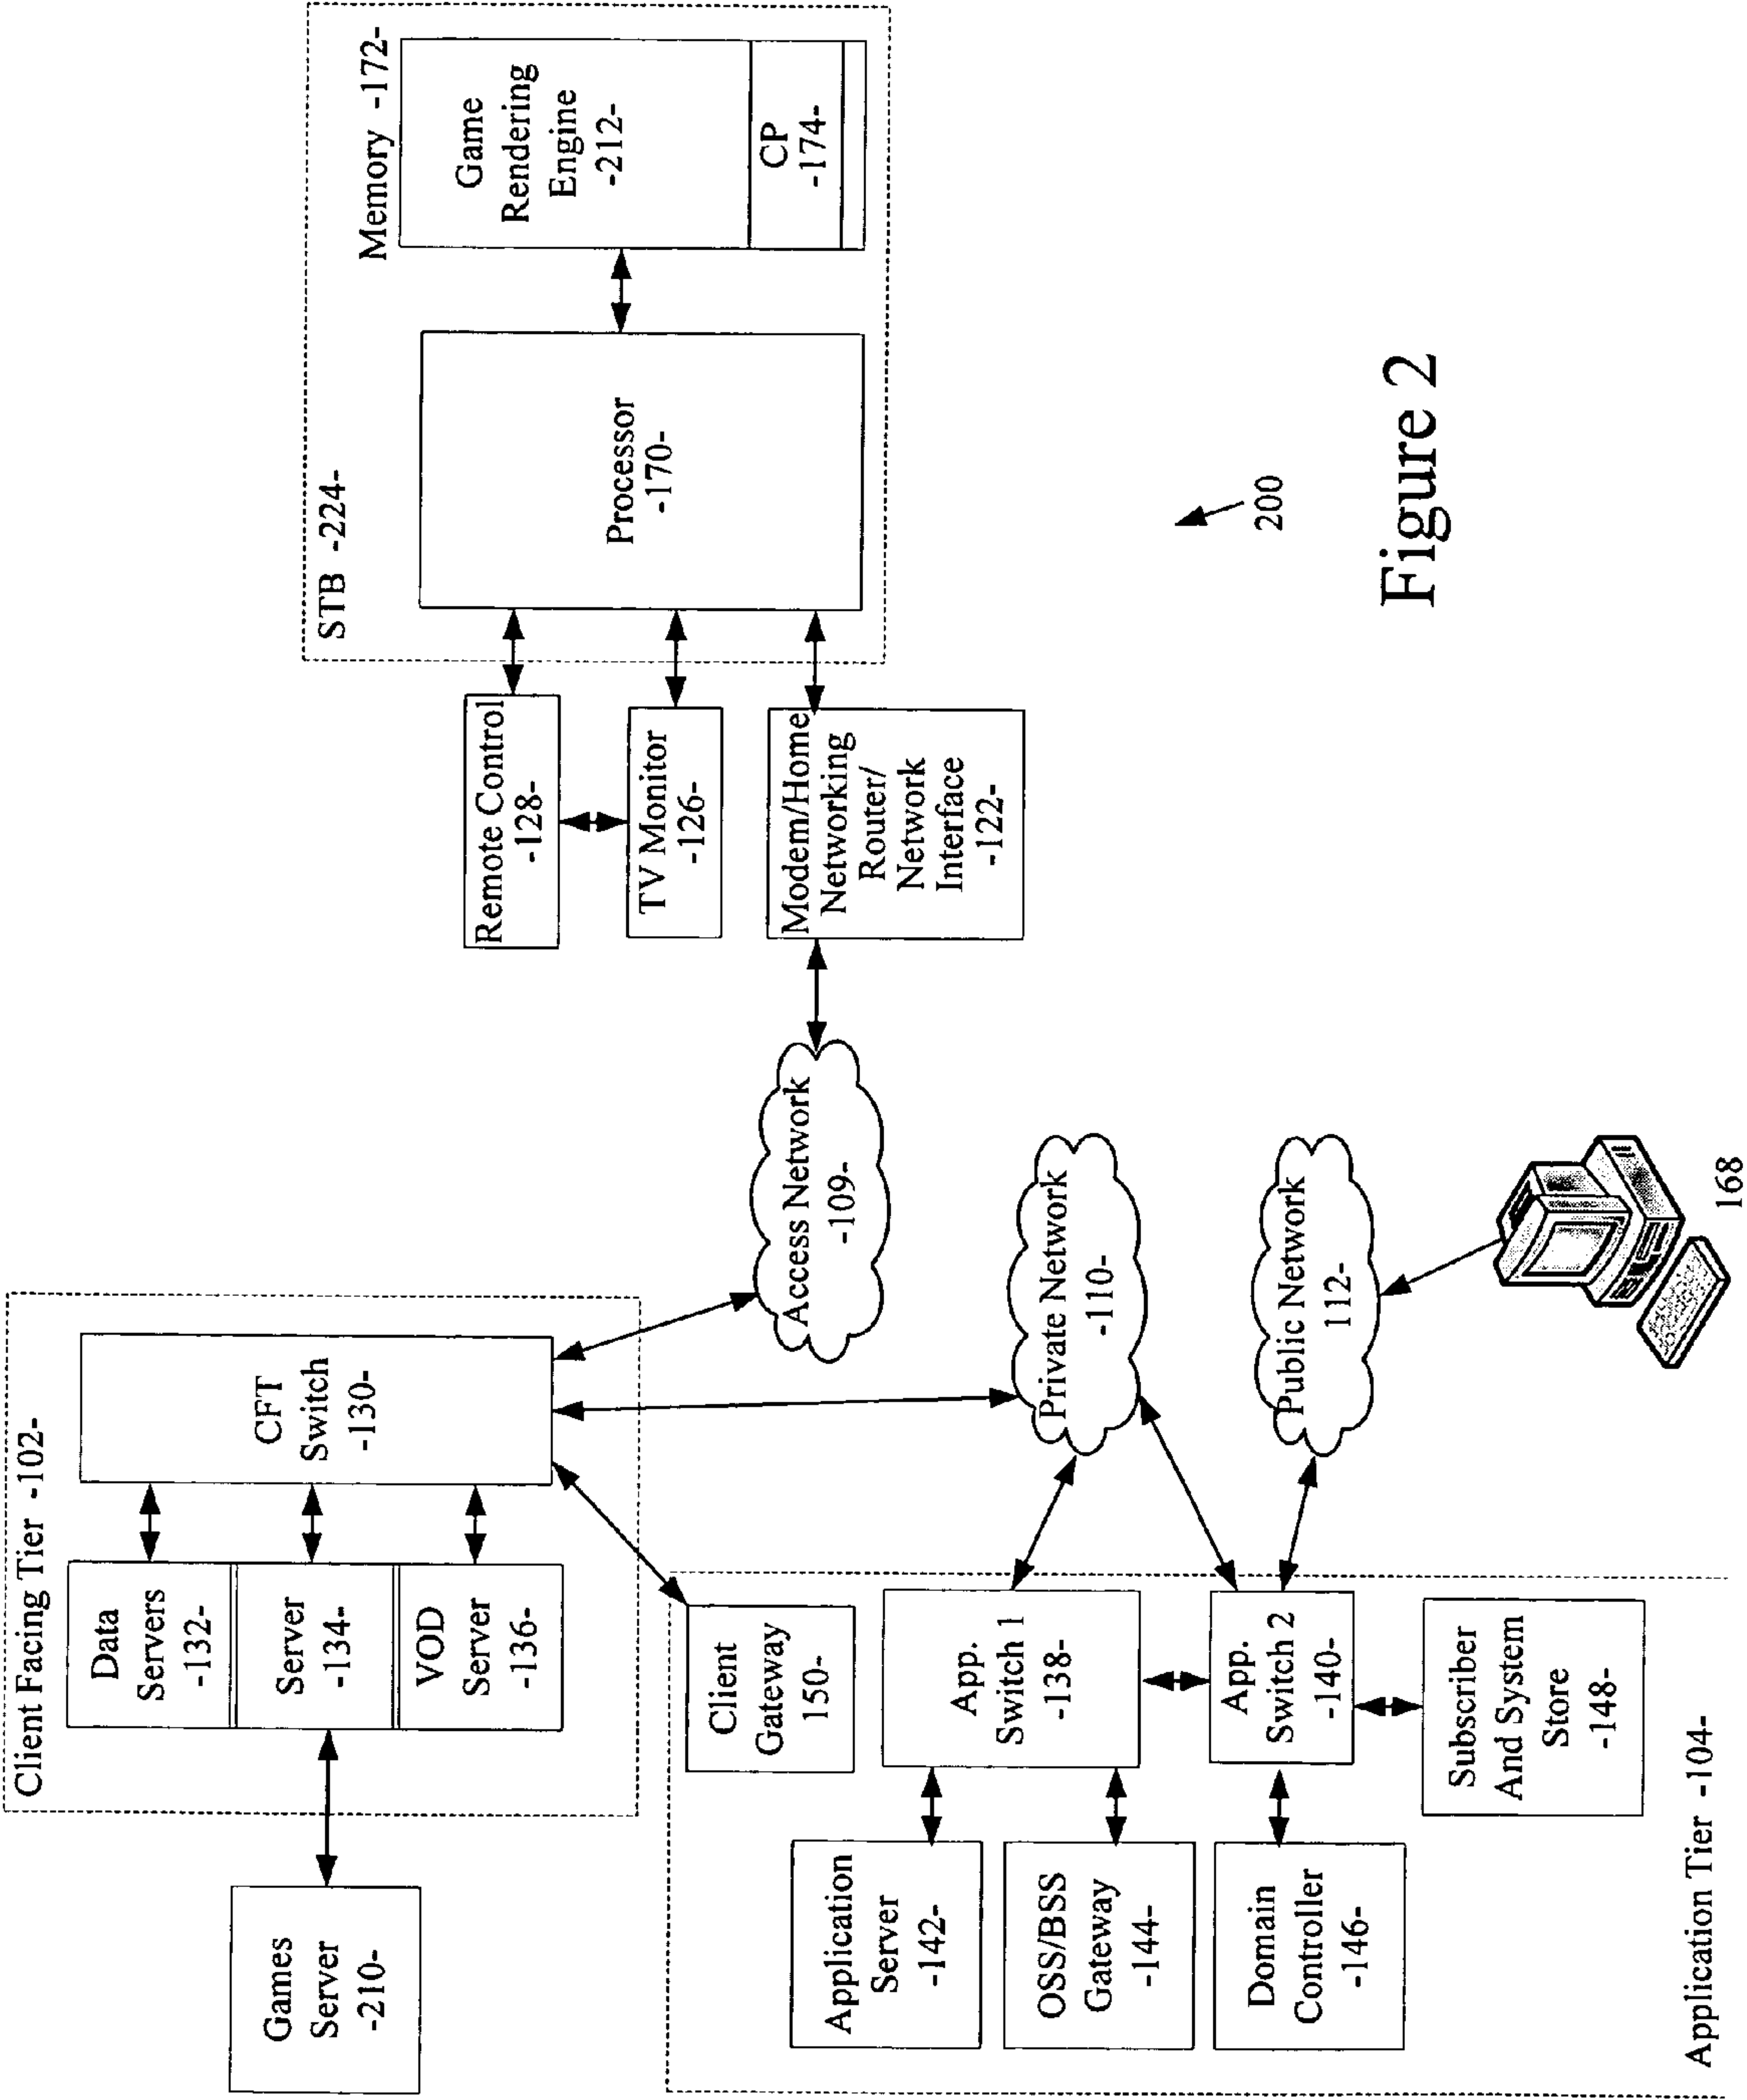 Client Facing Tier -102-
Games
Server
-210-
Data
Servers
-132-
Server
-134-
VOD
Server
-136-
CFT
Switch
-130-
STB -224-
Memory -172-
Processor
-170-
Game
Rendering
Engine
-212-
CP
-174-
Remote Control
-128-
TV Monitor
-126-
Modem/Home
Networking
Router/
Network
Interface
-122-
Access Network
-109-
Private Network
-110-
Public Network
112-
168
Client
Gateway
150-
App.
Switch 1
-138-
App.
Switch 2
-140-
Application
Server
-142-
OSS/BSS
Gateway
-144-
Domain
Controller
-146-
Subscriber
And System
Store
-148-
Application Tier -104-
200
Figure 2